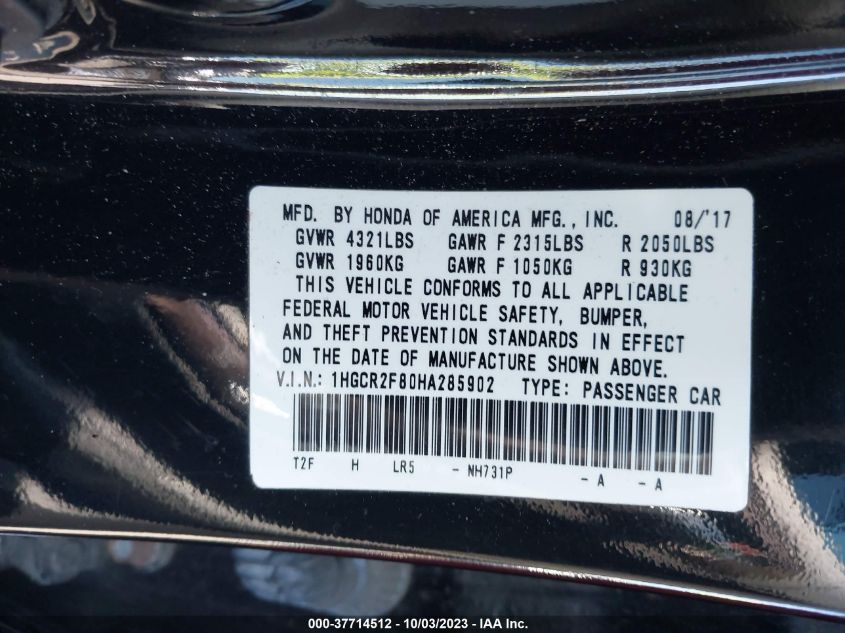 MFD. BY HONDA OF AMERICA MFG., INC. 08/'17
GVWR 4321LBS GAWR F 2315LBS R 2050LBS
GVWR 1960KG GAWR F 1050KG R 930KG
THIS VEHICLE CONFORMS TO ALL APPLICABLE
FEDERAL MOTOR VEHICLE SAFETY, BUMPER,
AND THEFT PREVENTION STANDARDS IN EFFECT
ON THE DATE OF MANUFACTURE SHOWN ABOVE.
V.I.N.: 1HGCR2F80HA285902 TYPE: PASSENGER CAR
T2F H LR5 - NH731P - A - A
000-37714512 - 10/03/2023 - © IAA Inc.